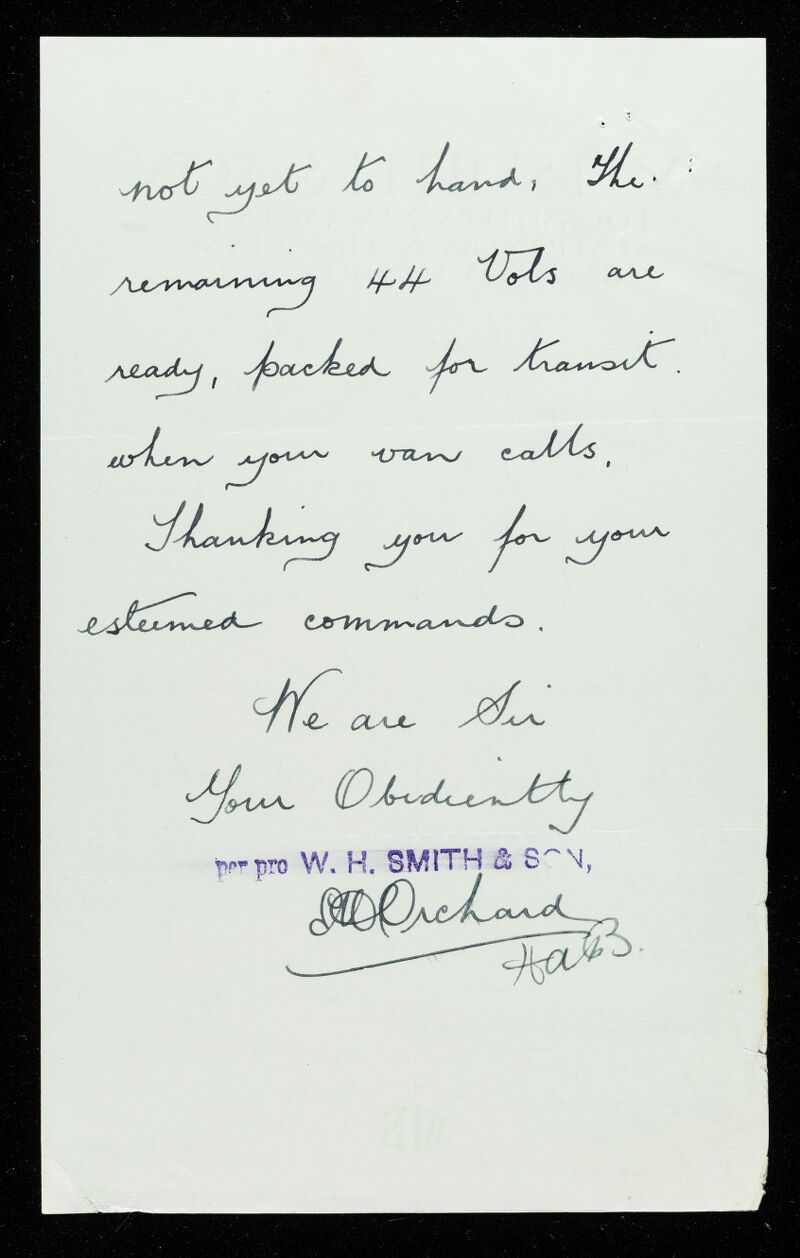 not yet to hand. The
remaining 44 Vols are
ready, packed for transit.
when your van calls.
Thanking you for your
esteemed commands.
We are Sir
Your Obidiently
per pro W. H. SMITH & SON,
Orchard